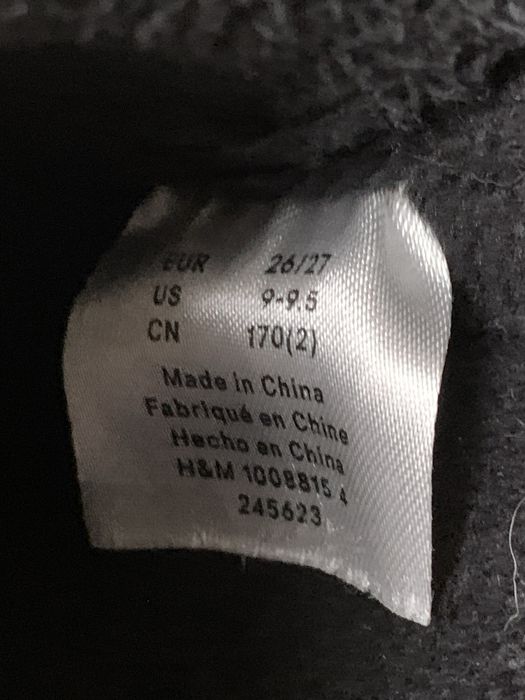 EUR 26/27
US 9-9.5
CN 170(2)
Made in China
Fabriqué en Chine
Hecho en China
H&M 1008815 4
245623